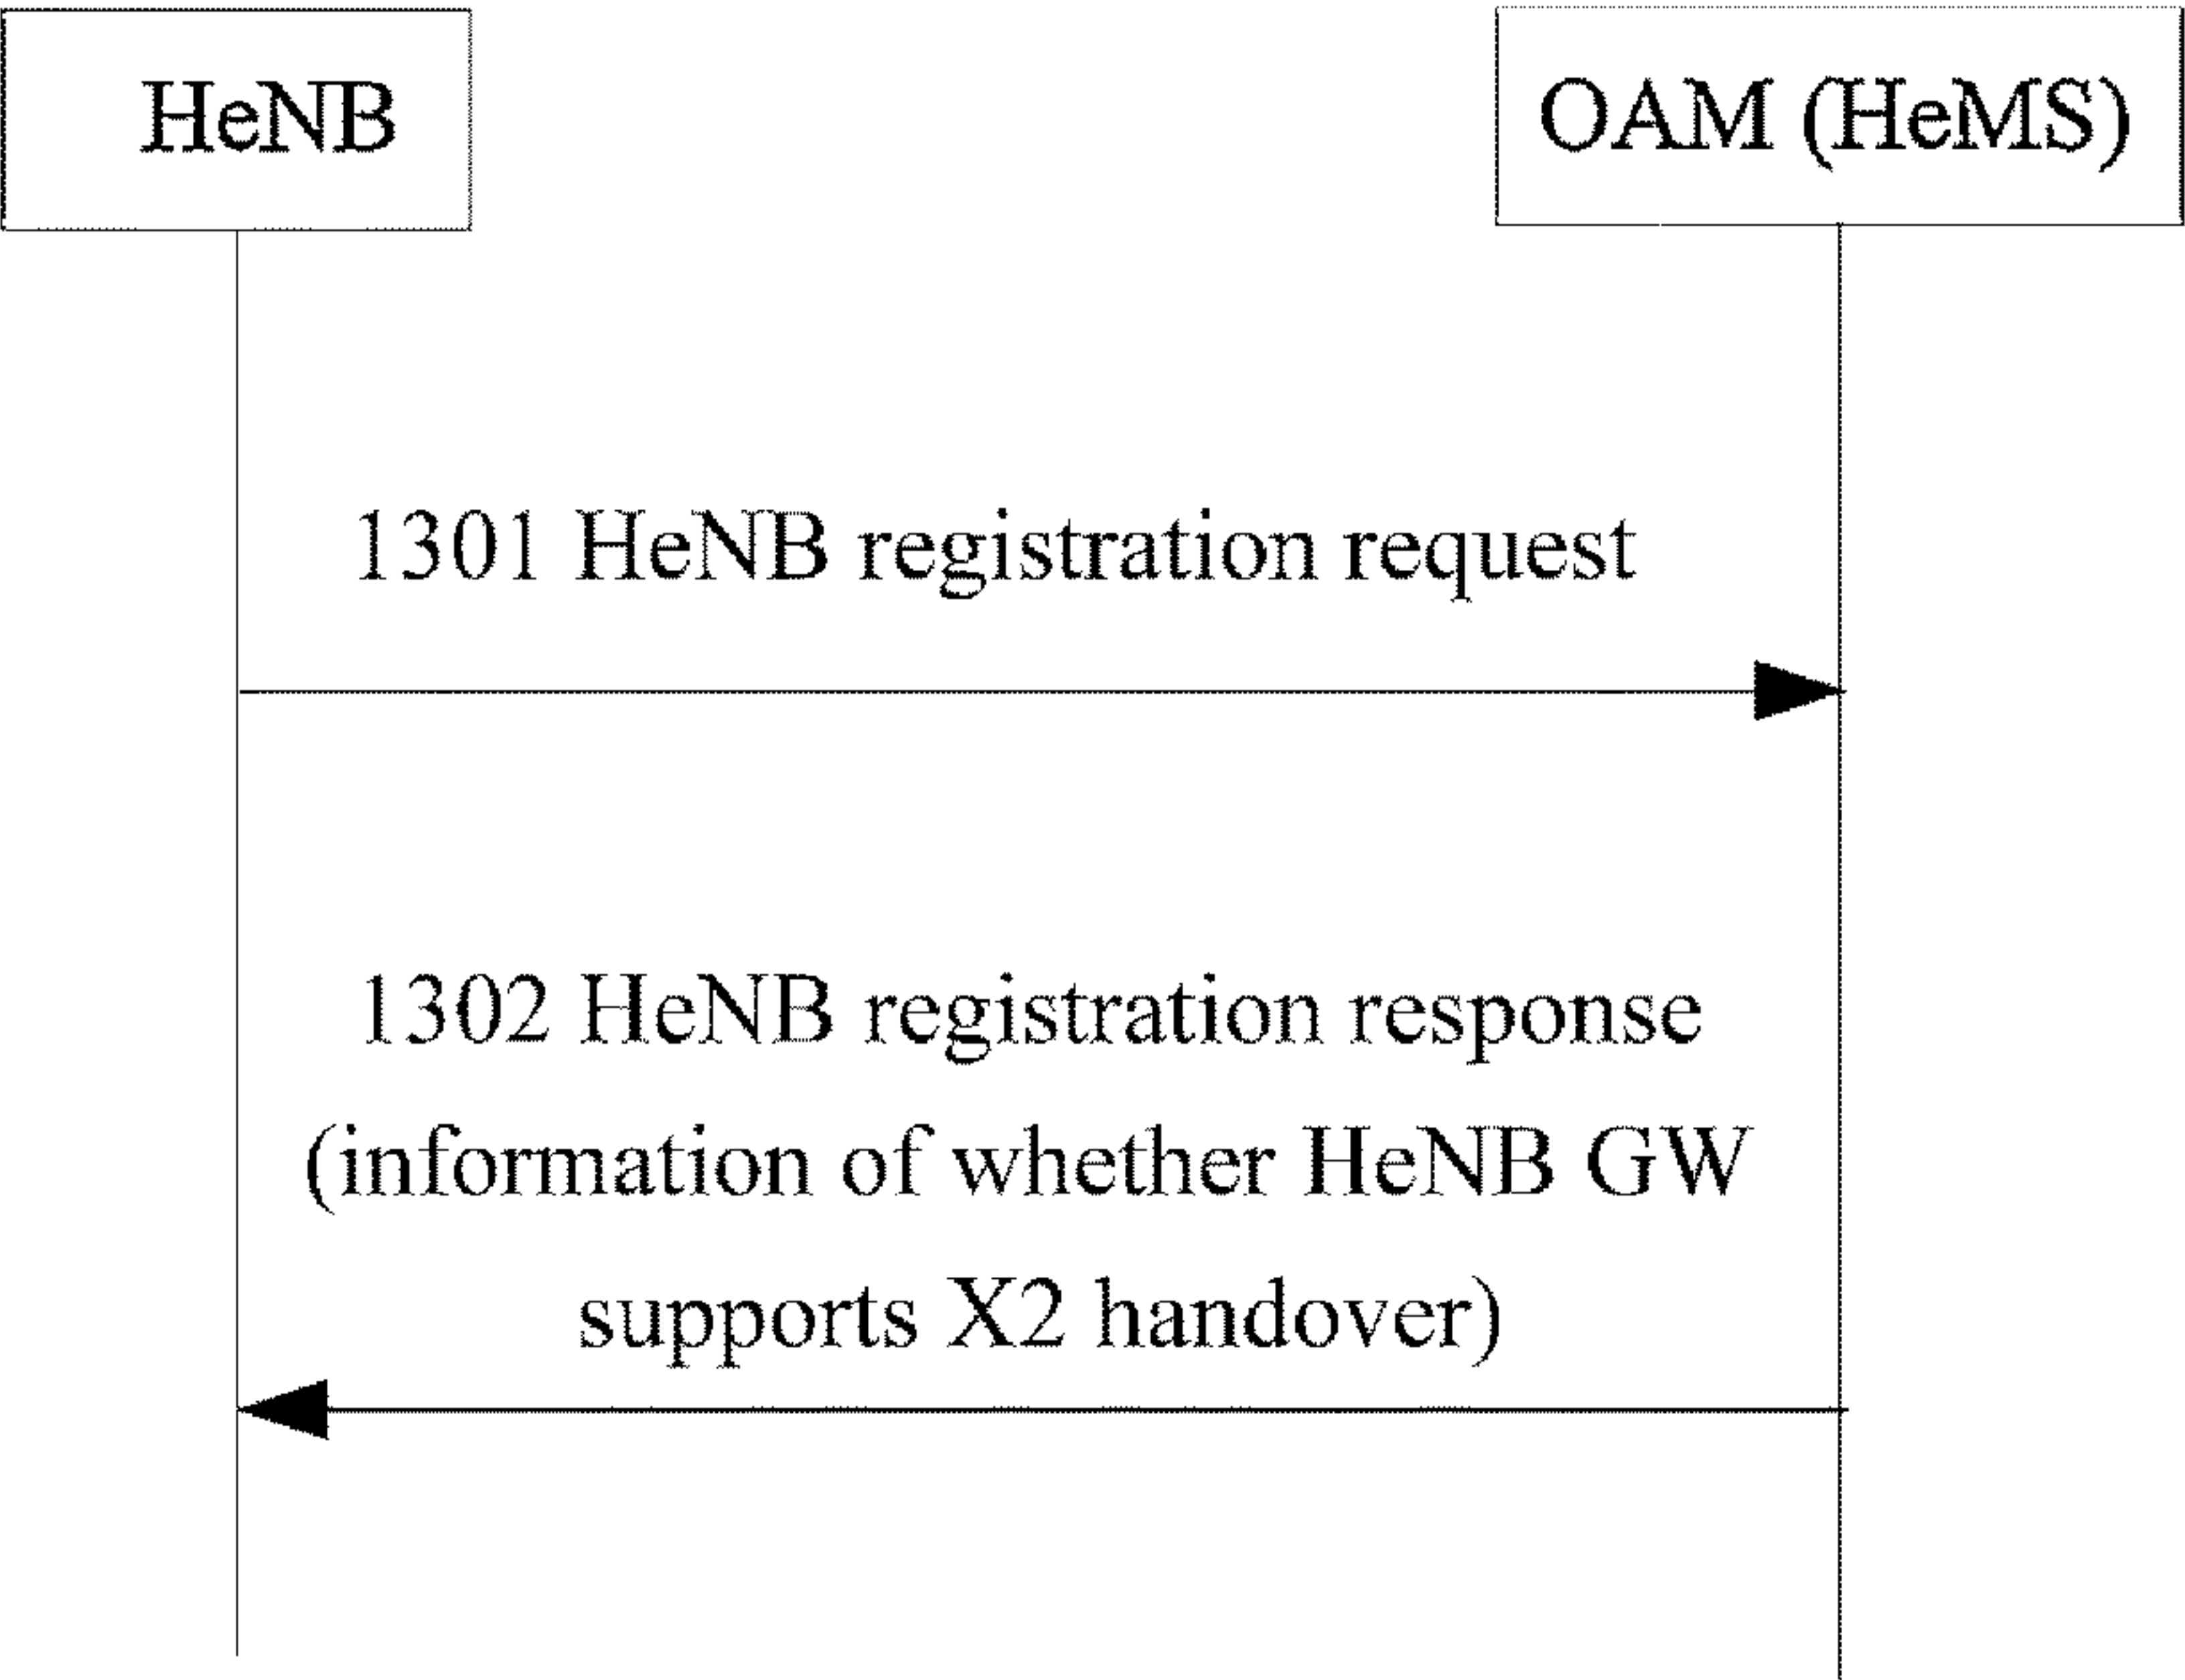 HeNB
OAM (HeMS)
1301 HeNB registration request
1302 HeNB registration response
(information of whether HeNB GW
supports X2 handover)